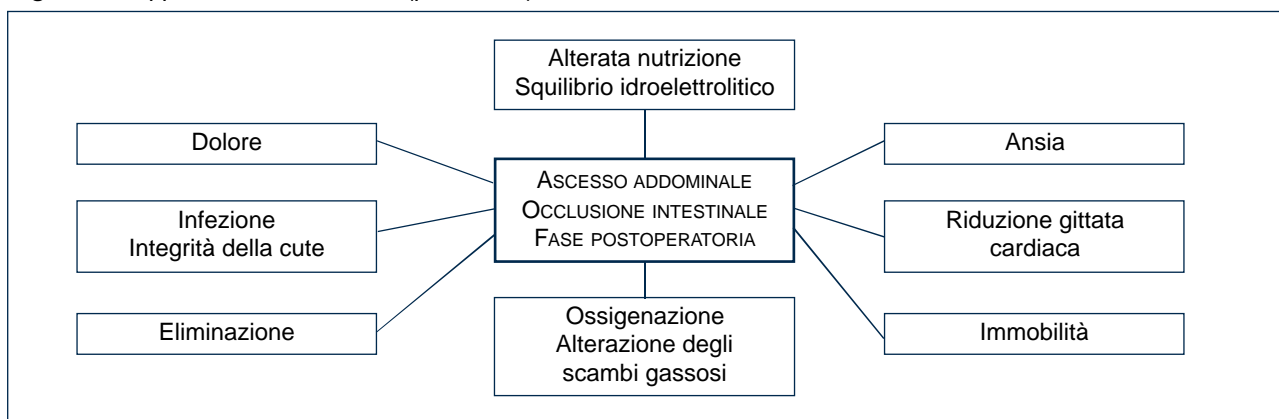 Alterata nutrizione
Squilibrio idroelettrolitico
Dolore
Ansia
ASCESSO ADDOMINALE
OCCLUSIONE INTESTINALE
FASE POSTOPERATORIA
Infezione
Integrità della cute
Riduzione gittata
cardiaca
Eliminazione
Ossigenazione
Alterazione degli
scambi gassosi
Immobilità